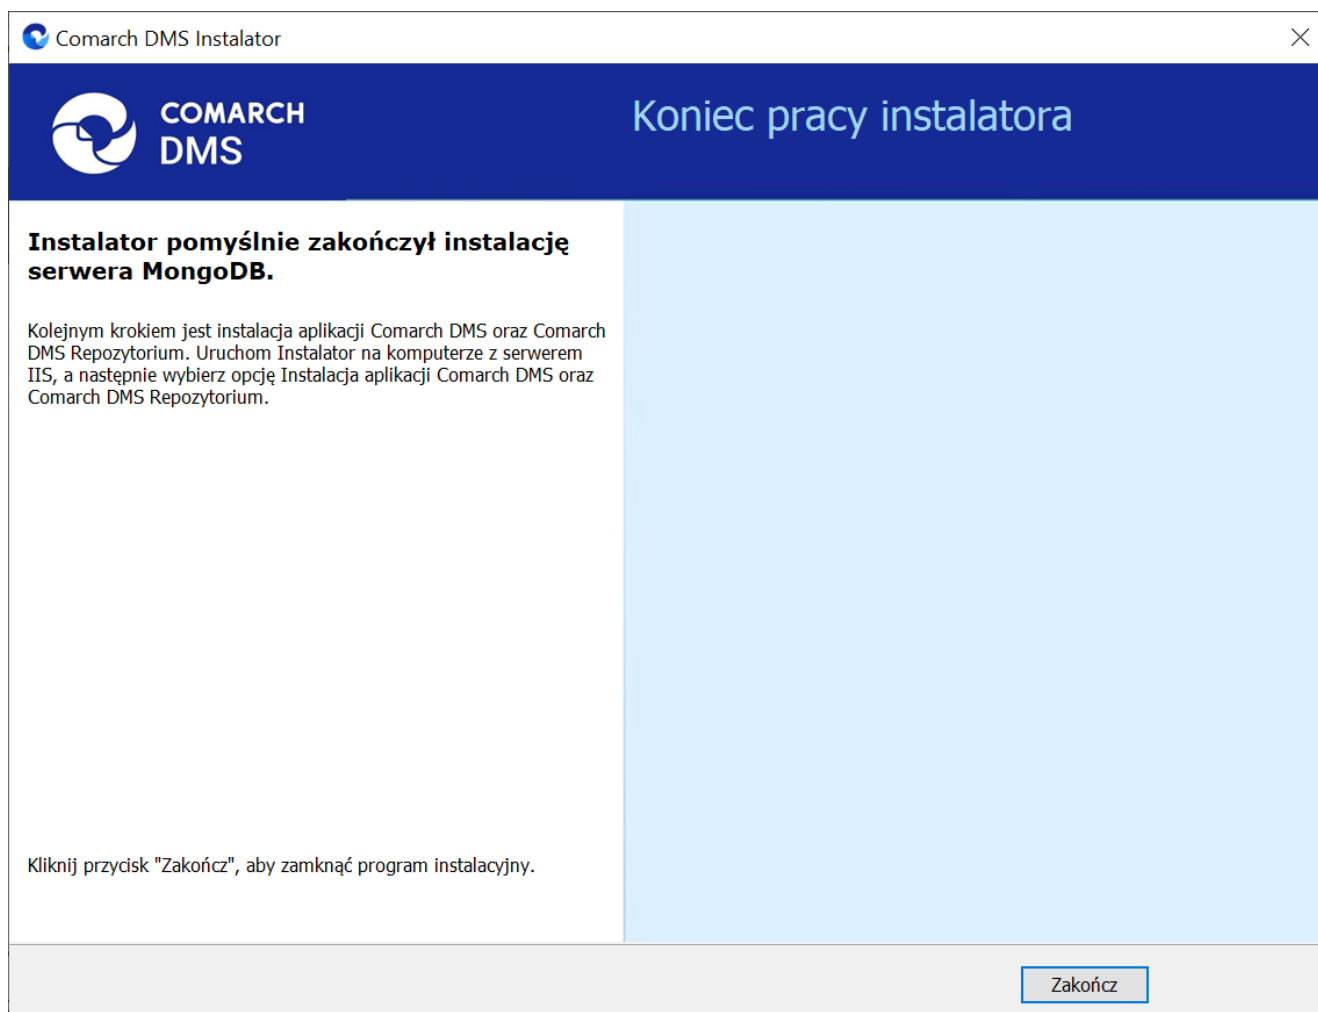 Comarch DMS Instalator
COMARCH
DMS
Koniec pracy instalatora
Instalator pomyślnie zakończył instalację
serwera MongoDB.
Kolejnym krokiem jest instalacja aplikacji Comarch DMS oraz Comarch
DMS Repozytorium. Uruchom Instalator na komputerze z serwerem
IIS, a następnie wybierz opcję Instalacja aplikacji Comarch DMS oraz
Comarch DMS Repozytorium.
Kliknij przycisk "Zakończ", aby zamknąć program instalacyjny.
Zakończ